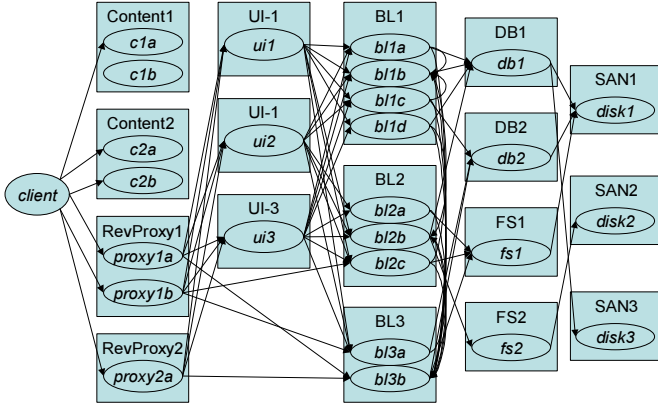 client
Content1
c1a
c1b
Content2
c2a
c2b
RevProxy1
proxy1a
proxy1b
RevProxy2
proxy2a
UI-1
ui1
UI-1
ui2
UI-3
ui3
BL1
bl1a
bl1b
bl1c
bl1d
BL2
bl2a
bl2b
bl2c
BL3
bl3a
bl3b
DB1
db1
DB2
db2
FS1
fs1
FS2
fs2
SAN1
disk1
SAN2
disk2
SAN3
disk3